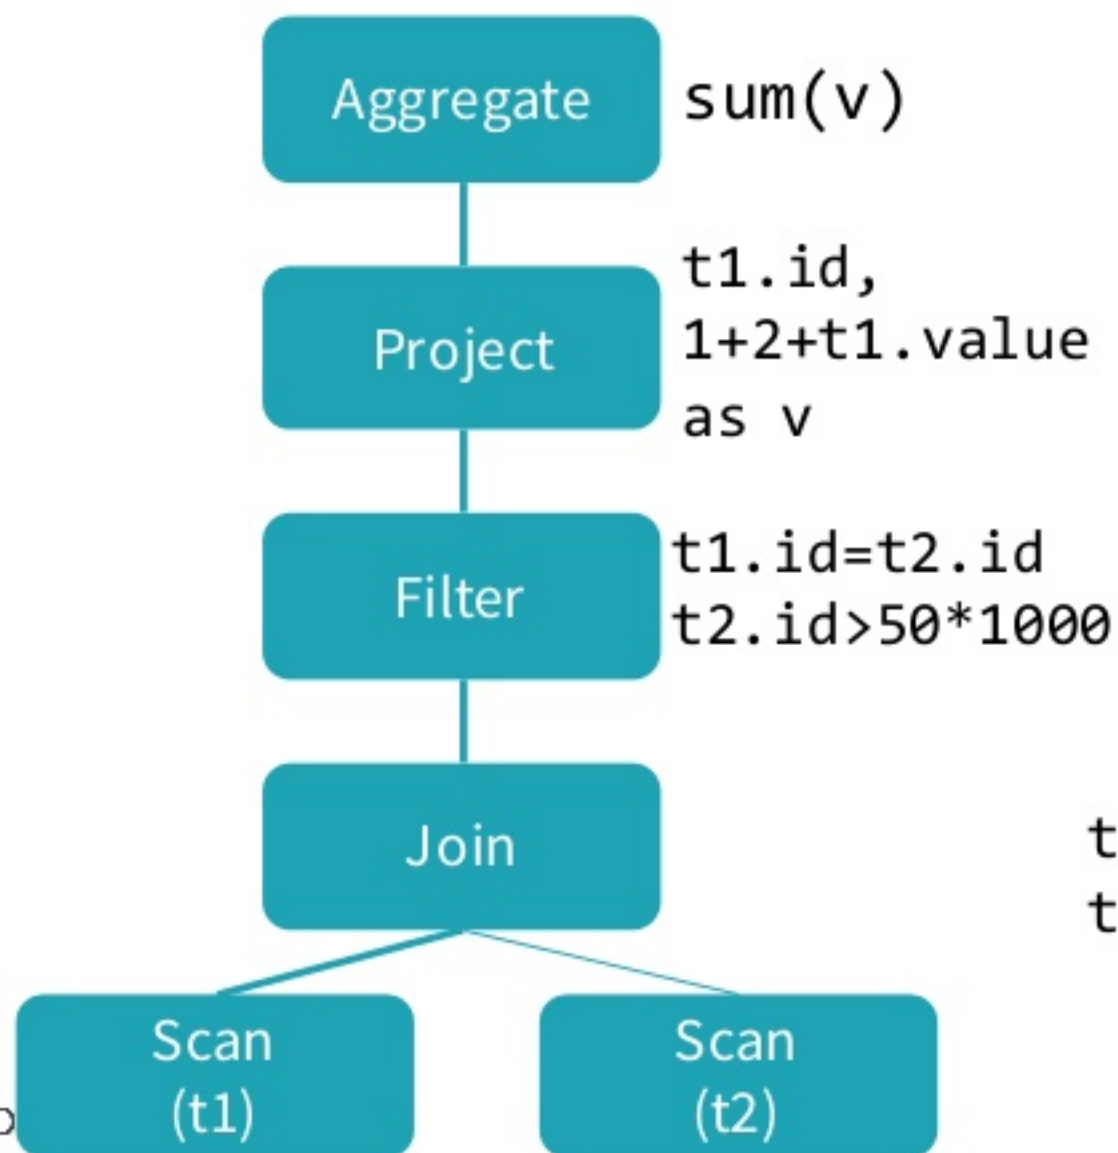 Aggregate
sum(v)
Project
t1.id,
1+2+t1.value
as v
Filter
t1.id=t2.id
t2.id>50*1000
Join
t
t
Scan
(t1)
Scan
(t2)